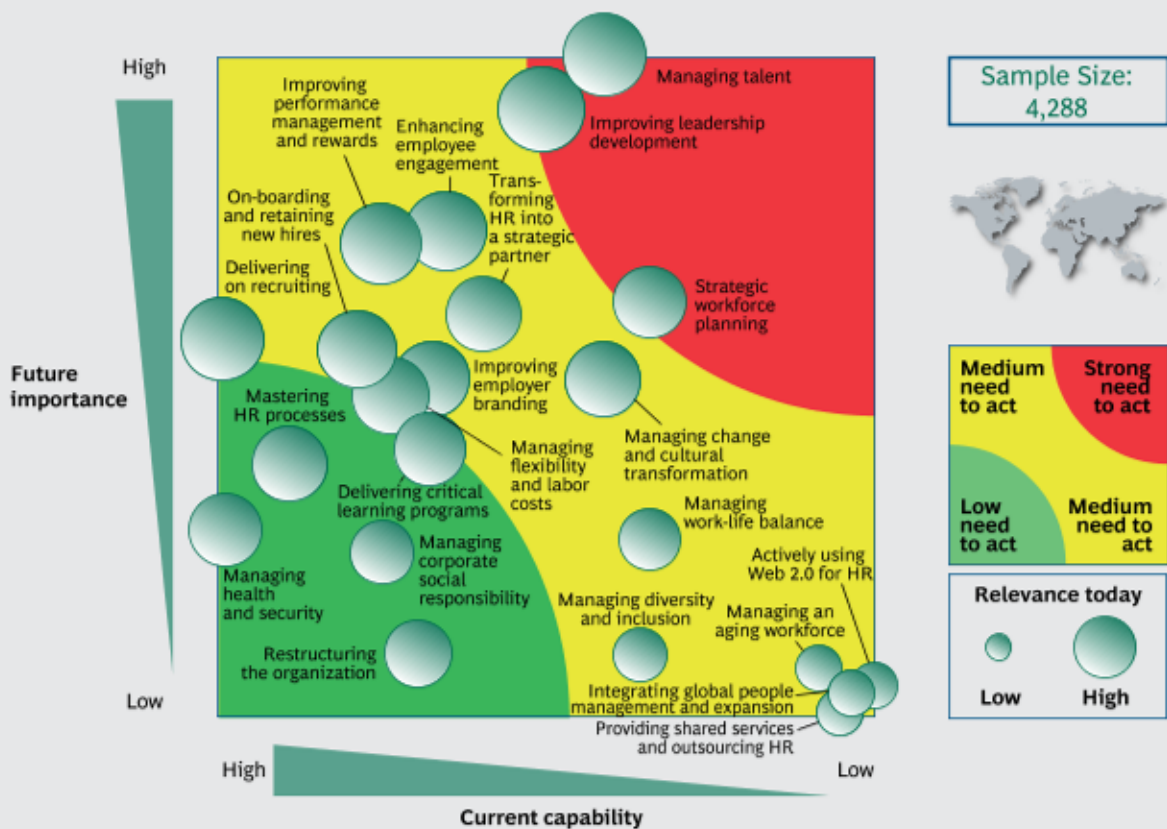 High
Future
importance
Low
Improving
performance
management
and rewards
Enhancing
employee
engagement
Managing talent
Improving leadership
development
On-boarding
and retaining
new hires
Trans-
forming
HR into
a strategic
partner
Delivering
on recruiting
Strategic
workforce
planning
Mastering
HR processes
Improving
employer
branding
Managing change
and cultural
transformation
Managing
flexibility
and labor
costs
Delivering critical
learning programs
Managing
work-life balance
Managing
health
and security
Managing
corporate
social
responsibility
Actively using
Web 2.0 for HR
Managing diversity
and inclusion
Managing an
aging workforce
Restructuring
the organization
Integrating global people
management and expansion
Providing shared services
and outsourcing HR
High
Low
Current capability
Sample Size:
4,288
Medium
need
to act
Strong
need
to act
Low
need
to act
Medium
need to
act
Relevance today
Low
High